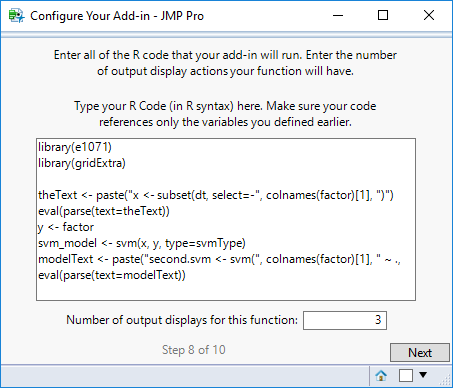 Configure Your Add-in - JMP Pro
Enter all of the R code that your add-in will run. Enter the number
of output display actions your function will have.
Type your R Code (in R syntax) here. Make sure your code
references only the variables you defined earlier.
library(e1071)
library(gridExtra)
theText <- paste("x <- subset(dt, select=-", colnames(factor)[1], ")")
eval(parse(text=theText))
y <- factor
svm_model <- svm(x, y, type=svmType)
modelText <- paste("second.svm <- svm(", colnames(factor)[1], " ~ .,
eval(parse(text=modelText))
Number of output displays for this function: 3
Step 8 of 10
Next